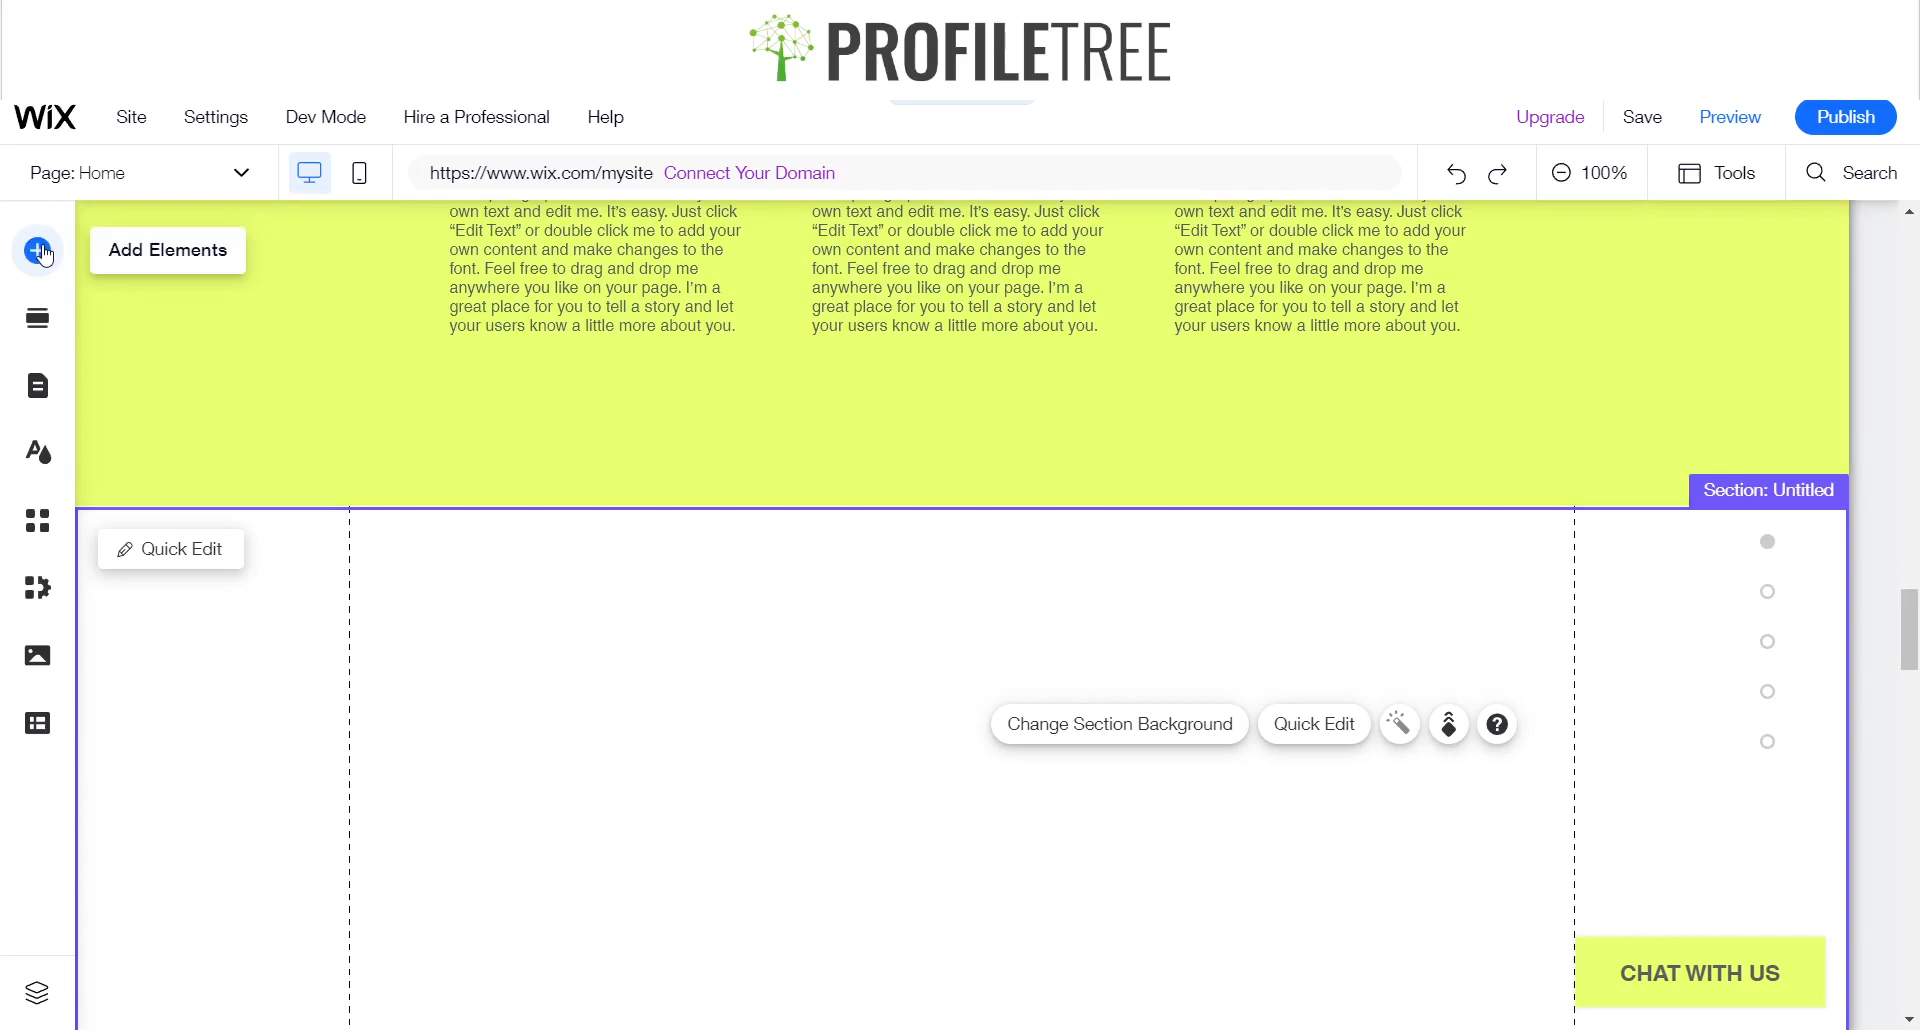 PROFILETREE
WiX Site Settings Dev Mode Hire a Professional Help Upgrade Save Preview Publish
Page: Home https://www.wix.com/mysite Connect Your Domain 100% Tools Search
Add Elements
own text and edit me. It's easy. Just click
“Edit Text” or double click me to add your
own content and make changes to the
font. Feel free to drag and drop me
anywhere you like on your page. I'm a
great place for you to tell a story and let
your users know a little more about you.
own text and edit me. It's easy. Just click
“Edit Text” or double click me to add your
own content and make changes to the
font. Feel free to drag and drop me
anywhere you like on your page. I'm a
great place for you to tell a story and let
your users know a little more about you.
own text and edit me. It's easy. Just click
“Edit Text” or double click me to add your
own content and make changes to the
font. Feel free to drag and drop me
anywhere you like on your page. I'm a
great place for you to tell a story and let
your users know a little more about you.
Section: Untitled
Quick Edit
Change Section Background Quick Edit ?
CHAT WITH US